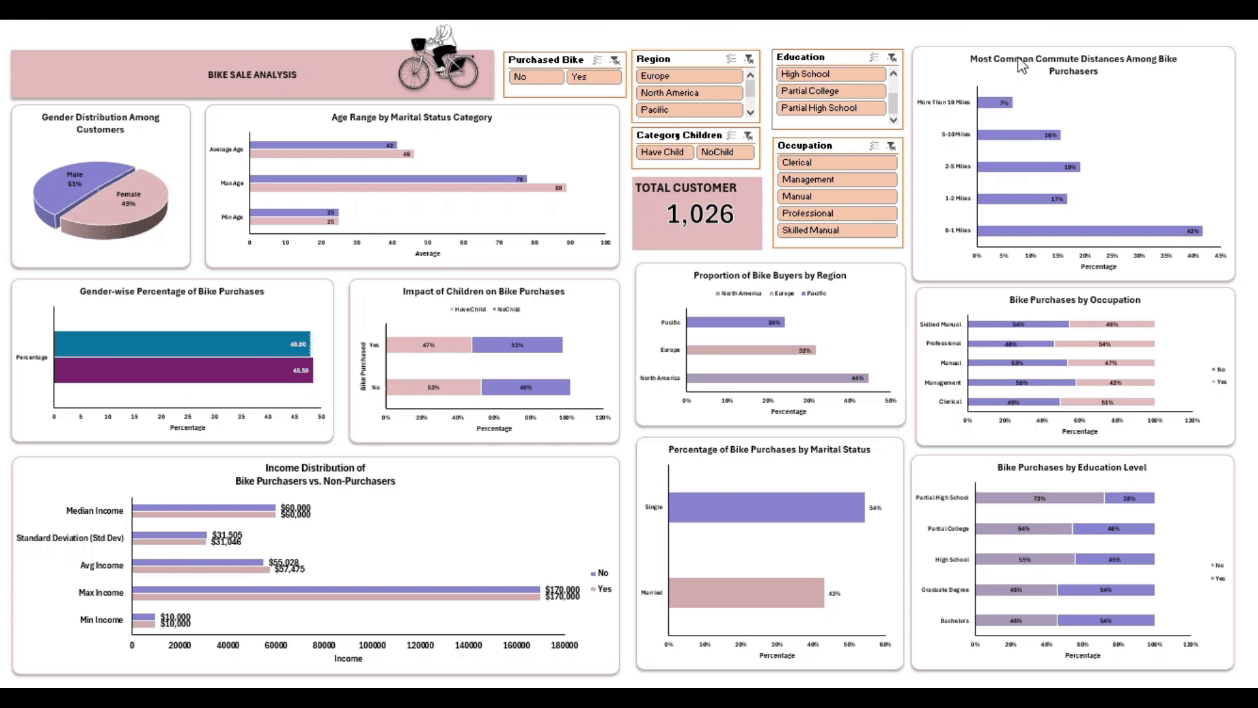 BIKE SALE ANALYSIS
Purchased Bike
No
Yes
Region
Europe
North America
Pacific
Category Children
Have Child
NoChild
TOTAL CUSTOMER
1,026
Education
High School
Partial College
Partial High School
Occupation
Clerical
Management
Manual
Professional
Skilled Manual
Most Common Commute Distances Among Bike
Purchasers
More Than 10 Miles
7%
5-10Miles
16%
2-5 Miles
19%
1-2 Miles
17%
0-1 Miles
42%
0% 5% 10% 15% 20% 25% 30% 35% 40% 45%
Percentage
Gender Distribution Among
Customers
Male
51%
Female
49%
Age Range by Marital Status Category
Average Age
42
46
Max Age
78
89
Min Age
25
25
0 10 20 30 40 50 60 70 80 90 100
Average
Gender-wise Percentage of Bike Purchases
Percentage
0 5 10 15 20 25 30 35 40 45 50
Percentage
Impact of Children on Bike Purchases
HaveChild NoChild
Bike Purchased
Yes
47% 51%
No
53% 49%
0% 20% 40% 60% 80% 100% 120%
Percentage
Proportion of Bike Buyers by Region
North America Europe Pacific
Pacific
24%
Europe
32%
North America
44%
0% 10% 20% 30% 40% 50%
Percentage
Bike Purchases by Occupation
Skilled Manual
54% 46%
Professional
46% 54%
Manual
53% 47%
Management
58% 42%
Clerical
49% 51%
No
Yes
0% 20% 40% 60% 80% 100% 120%
Percentage
Income Distribution of
Bike Purchasers vs. Non-Purchasers
Median Income
$60,000
$60,000
Standard Deviation (Std Dev)
$31,505
$31,046
Avg Income
$55,028
$57,475
Max Income
$170,000
$170,000
Min Income
$10,000
$10,000
No
Yes
0 20000 40000 60000 80000 100000 120000 140000 160000 180000
Income
Percentage of Bike Purchases by Marital Status
Single
54%
Married
43%
0% 10% 20% 30% 40% 50% 60%
Percentage
Bike Purchases by Education Level
Partial High School
72% 28%
Partial College
54% 46%
High School
55% 45%
Graduate Degree
46% 54%
Bachelors
46% 54%
No
Yes
0% 20% 40% 60% 80% 100% 120%
Percentage